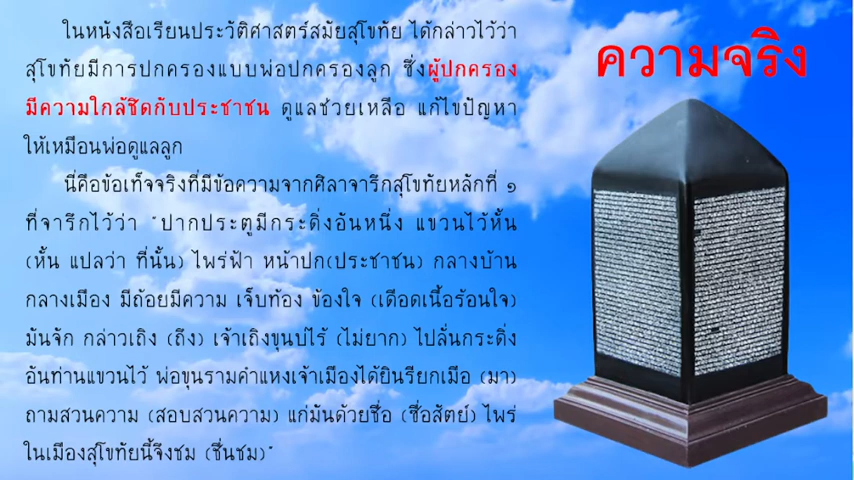 ความจริง
ในหนังสือเรียนประวัติศาสตร์สมัยสุโขทัย ได้กล่าวไว้ว่า
สุโขทัยมีการปกครองแบบพ่อปกครองลูก ซึ่งผู้ปกครอง
มีความใกล้ชิดกับประชาชน ดูแลช่วยเหลือ แก้ไขปัญหา
ให้เหมือนพ่อดูแลลูก
นี่คือข้อเท็จจริงที่มีข้อความจากศิลาจารึกสุโขทัยหลักที่ ๑
ที่จารึกไว้ว่า "ปากประตูมีกระดิ่งอันหนึ่ง แขวนไว้หั้น
(หั้น แปลว่า ที่นั้น) ไพร่ฟ้า หน้าปก(ประชาชน) กลางบ้าน
กลางเมือง มีถ้อยมีความ เจ็บท้อง ข้องใจ (เดือดเนื้อร้อนใจ)
มันจัก กล่าวเถิง (ถึง) เจ้าเถิงขุนบ่ไร้ (ไม่ยาก) ไปลั่นกระดิ่ง
อันท่านแขวนไว้ พ่อขุนรามคำแหงเจ้าเมืองได้ยินเรียกเมือ (มา)
ถามสวนความ (สอบสวนความ) แก่มันด้วยซื่อ (ซื่อสัตย์) ไพร่
ในเมืองสุโขทัยนี้จึงชม (ชื่นชม)"